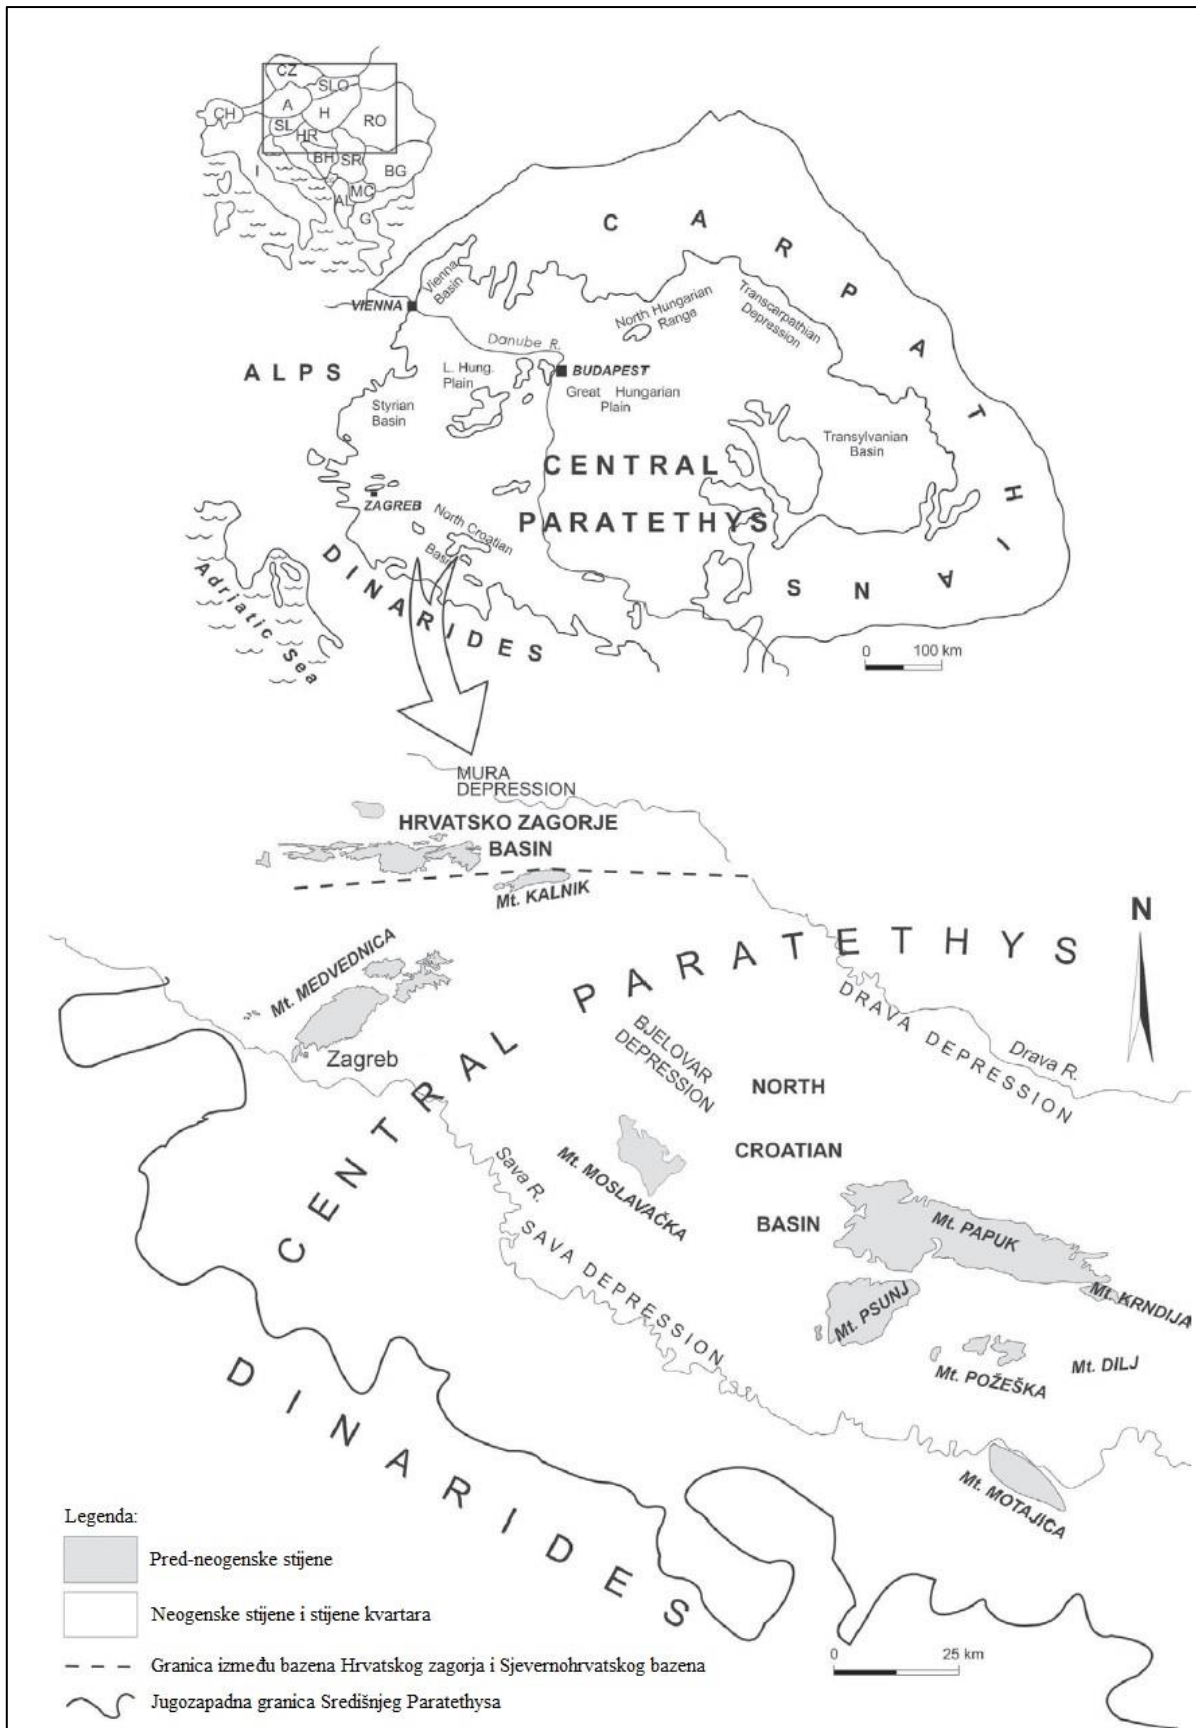 CZ
SLO
CH
A
H
RO
SL
HR
BH
SR
BG
I
MC
AL
G
CARPATHIANS
Vienna
Basin
VIENNA
North Hungarian
Range
Transcarpathian
Depression
Danube R.
ALPS
L. Hung.
Plain
BUDAPEST
Great Hungarian
Plain
Styrian
Basin
Transylvanian
Basin
CENTRAL
PARATETHYS
ZAGREB
North Croatian
Basin
DINARIDES
Adriatic Sea
0 100 km
MURA
DEPRESSION
HRVATSKO ZAGORJE
BASIN
Mt. KALNIK
N
Mt. MEDVEDNICA
Zagreb
CENTRAL PARATETHYS
BJELOVAR
DEPRESSION
DRAVA DEPRESSION
Drava R.
NORTH
CROATIAN
BASIN
Mt. MOSLAVAČKA
Sava R.
SAVA DEPRESSION
Mt. PAPUK
Mt. PSUNJ
Mt. KRNDIJA
Mt. POŽEŠKA
Mt. DILJ
Mt. MOTAJICA
DINARIDES
Legenda:
Pred-neogenske stijene
Neogenske stijene i stijene kvartara
Granica između bazena Hrvatskog zagorja i Sjevernohrvatskog bazena
Jugozapadna granica Središnjeg Paratethysa
0 25 km